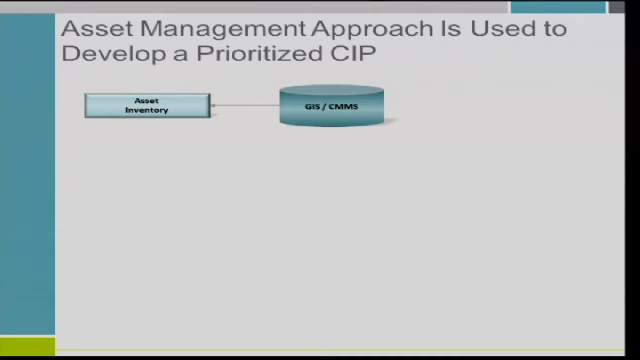 Asset Management Approach Is Used to
Develop a Prioritized CIP
Asset
Inventory
GIS / CMMS